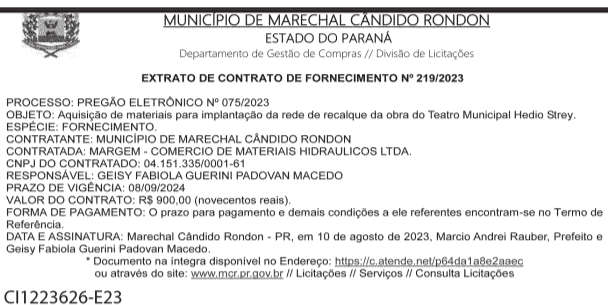 MUNICÍPIO DE MARECHAL CÂNDIDO RONDON
ESTADO DO PARANÁ
Departamento de Gestão de Compras // Divisão de Licitações
EXTRATO DE CONTRATO DE FORNECIMENTO Nº 219/2023
PROCESSO: PREGÃO ELETRÔNICO Nº 075/2023
OBJETO: Aquisição de materiais para implantação da rede de recalque da obra do Teatro Municipal Hedio Strey.
ESPÉCIE: FORNECIMENTO.
CONTRATANTE: MUNICÍPIO DE MARECHAL CÂNDIDO RONDON
CONTRATADA: MARGEM - COMERCIO DE MATERIAIS HIDRAULICOS LTDA.
CNPJ DO CONTRATADO: 04.151.335/0001-61
RESPONSÁVEL: GEISY FABIOLA GUERINI PADOVAN MACEDO
PRAZO DE VIGÊNCIA: 08/09/2024
VALOR DO CONTRATO: R$ 900,00 (novecentos reais).
FORMA DE PAGAMENTO: O prazo para pagamento e demais condições a ele referentes encontram-se no Termo de
Referência.
DATA E ASSINATURA: Marechal Cândido Rondon - PR, em 10 de agosto de 2023, Marcio Andrei Rauber, Prefeito e
Geisy Fabiola Guerini Padovan Macedo.
* Documento na íntegra disponível no Endereço: https://c.atende.net/p64da1a8e2aaec
ou através do site: www.mcr.pr.gov.br // Licitações // Serviços // Consulta Licitações
CI1223626-E23